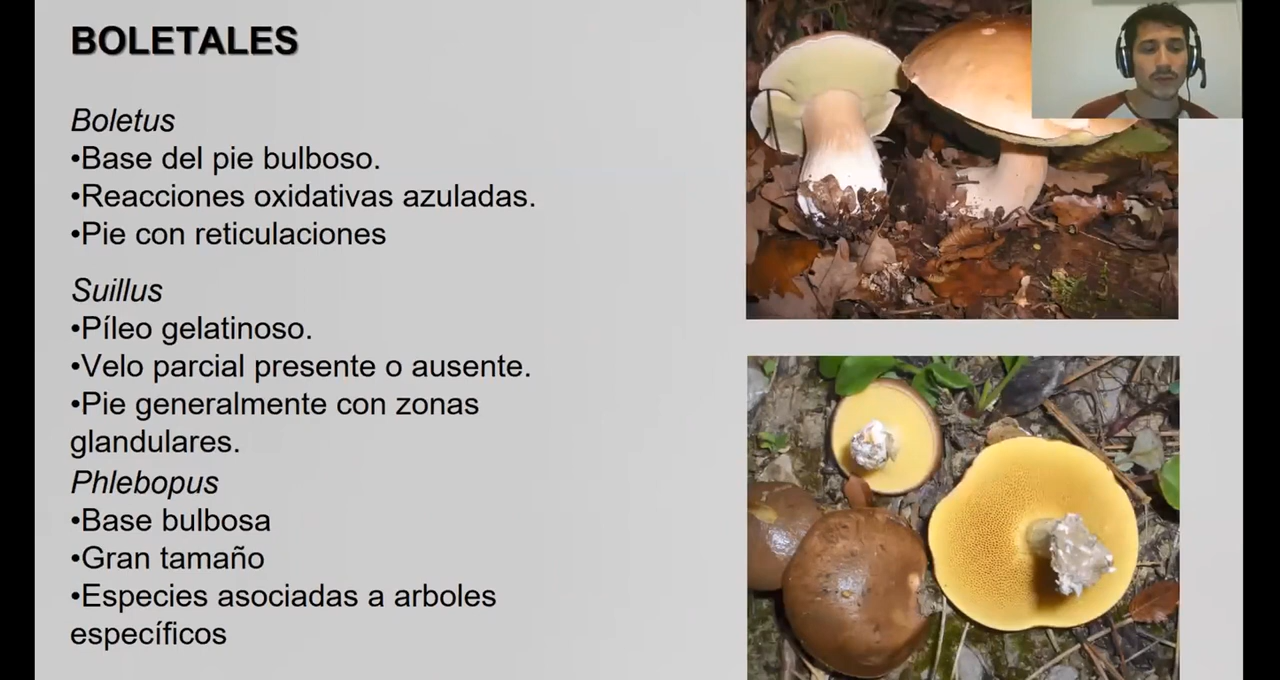 BOLETALES
Boletus
•Base del pie bulboso.
•Reacciones oxidativas azuladas.
•Pie con reticulaciones
Suillus
•Píleo gelatinoso.
•Velo parcial presente o ausente.
•Pie generalmente con zonas
glandulares.
Phlebopus
•Base bulbosa
•Gran tamaño
•Especies asociadas a arboles
específicos